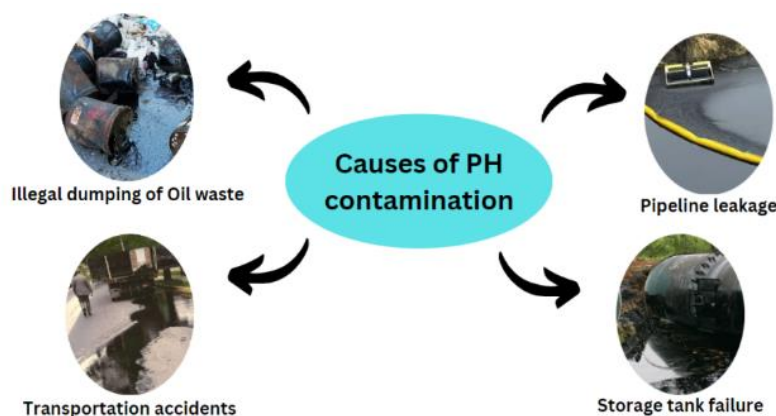 Causes of PH
contamination
Illegal dumping of Oil waste
Pipeline leakage
Transportation accidents
Storage tank failure